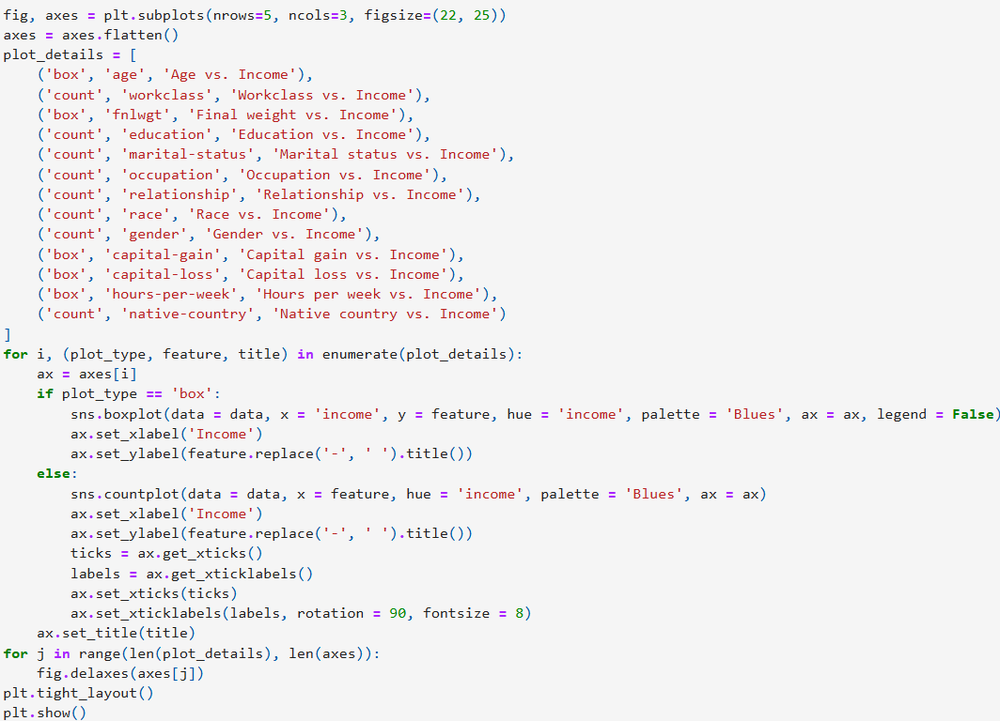 fig, axes = plt.subplots(nrows=5, ncols=3, figsize=(22, 25))
axes = axes.flatten()
plot_details = [
    ('box', 'age', 'Age vs. Income'),
    ('count', 'workclass', 'Workclass vs. Income'),
    ('box', 'fnlwgt', 'Final weight vs. Income'),
    ('count', 'education', 'Education vs. Income'),
    ('count', 'marital-status', 'Marital status vs. Income'),
    ('count', 'occupation', 'Occupation vs. Income'),
    ('count', 'relationship', 'Relationship vs. Income'),
    ('count', 'race', 'Race vs. Income'),
    ('count', 'gender', 'Gender vs. Income'),
    ('box', 'capital-gain', 'Capital gain vs. Income'),
    ('box', 'capital-loss', 'Capital loss vs. Income'),
    ('box', 'hours-per-week', 'Hours per week vs. Income'),
    ('count', 'native-country', 'Native country vs. Income')
]
for i, (plot_type, feature, title) in enumerate(plot_details):
    ax = axes[i]
    if plot_type == 'box':
        sns.boxplot(data = data, x = 'income', y = feature, hue = 'income', palette = 'Blues', ax = ax, legend = False)
        ax.set_xlabel('Income')
        ax.set_ylabel(feature.replace('-', ' ').title())
    else:
        sns.countplot(data = data, x = feature, hue = 'income', palette = 'Blues', ax = ax)
        ax.set_xlabel('Income')
        ax.set_ylabel(feature.replace('-', ' ').title())
        ticks = ax.get_xticks()
        labels = ax.get_xticklabels()
        ax.set_xticks(ticks)
        ax.set_xticklabels(labels, rotation = 90, fontsize = 8)
    ax.set_title(title)
for j in range(len(plot_details), len(axes)):
    fig.delaxes(axes[j])
plt.tight_layout()
plt.show()